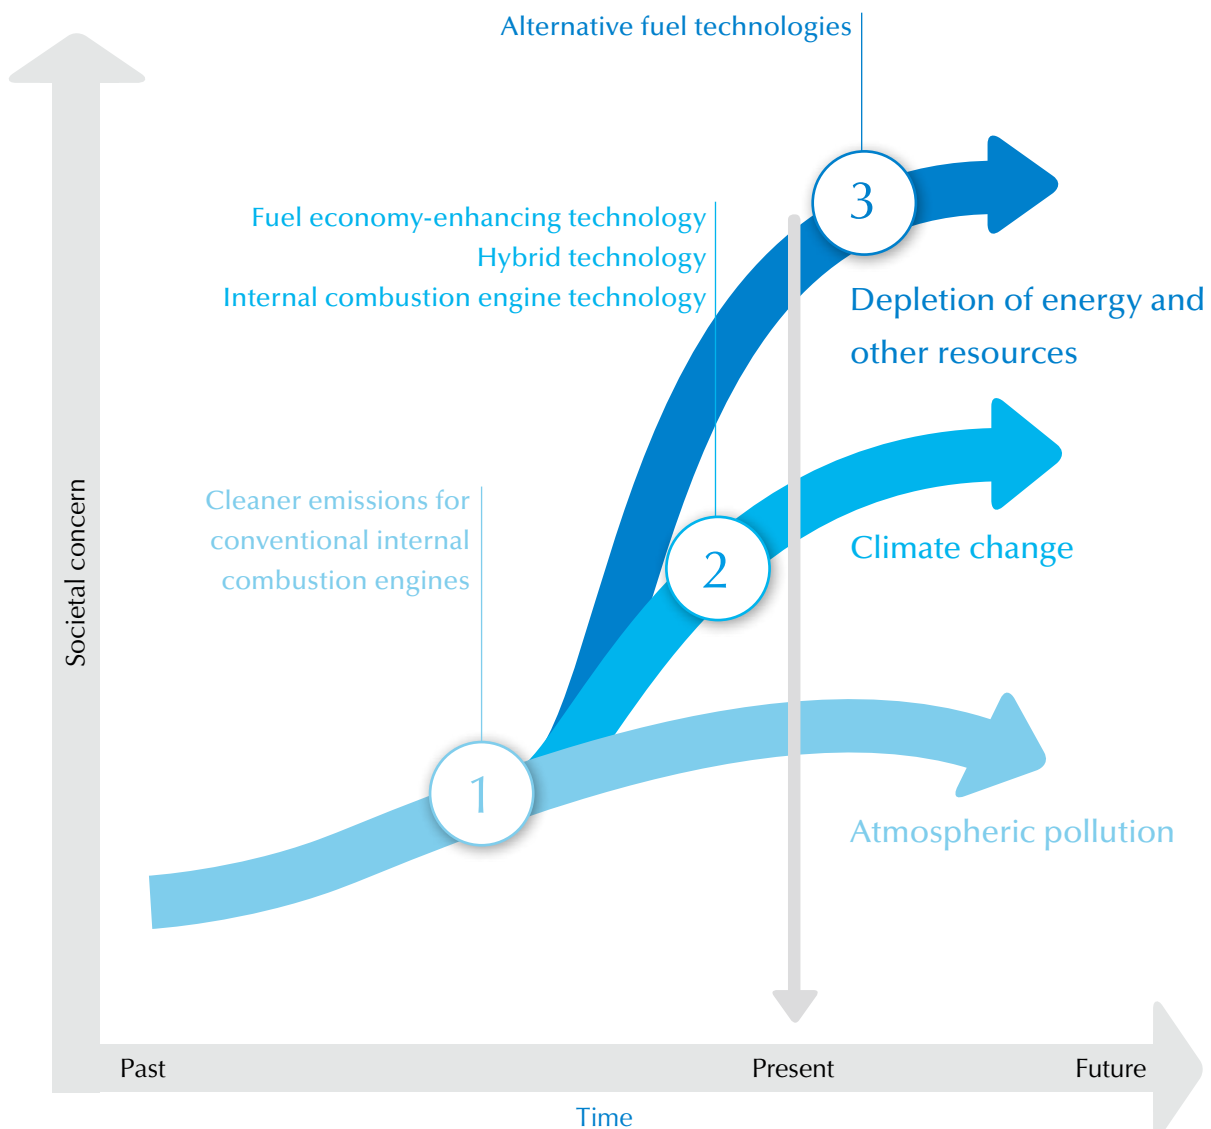 Alternative fuel technologies
3
Fuel economy-enhancing technology
Hybrid technology
Internal combustion engine technology
Depletion of energy and
other resources
Cleaner emissions for
conventional internal
combustion engines
2
Climate change
Societal concern
1
Atmospheric pollution
Past
Present
Future
Time